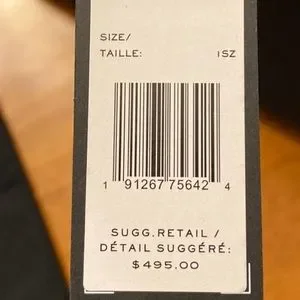 SIZE/
TAILLE: 1SZ
1 91267 75642 4
SUGG.RETAIL /
DÉTAIL SUGGÉRÉ:
$495.00